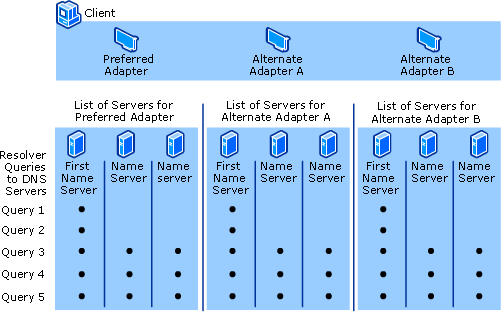 Client
Preferred
Adapter
Alternate
Adapter A
Alternate
Adapter B
List of Servers for
Preferred Adapter
List of Servers for
Alternate Adapter A
List of Servers for
Alternate Adapter B
Resolver
Queries
to DNS
Servers
First
Name
Server
Name
Server
Name
server
First
Name
Server
Name
Server
Name
Server
First
Name
Server
Name
Server
Name
Server
Query 1
Query 2
Query 3
Query 4
Query 5